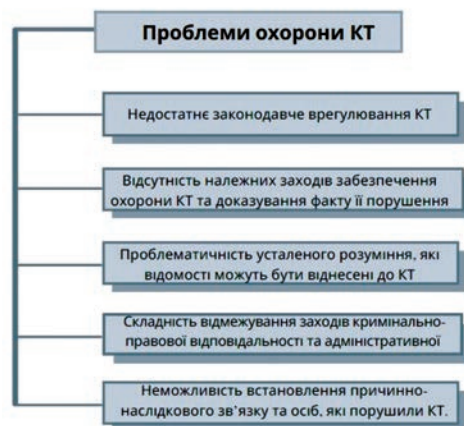 Проблеми охорони КТ
Недостатнє законодавче врегулювання КТ
Відсутність належних заходів забезпечення
охорони КТ та доказування факту її порушення
Проблематичність усталеного розуміння, які
відомості можуть бути віднесені до КТ
Складність відмежування заходів кримінально-
правової відповідальності та адміністративної
Неможливість встановлення причинно-
наслідкового зв'язку та осіб, які порушили КТ.